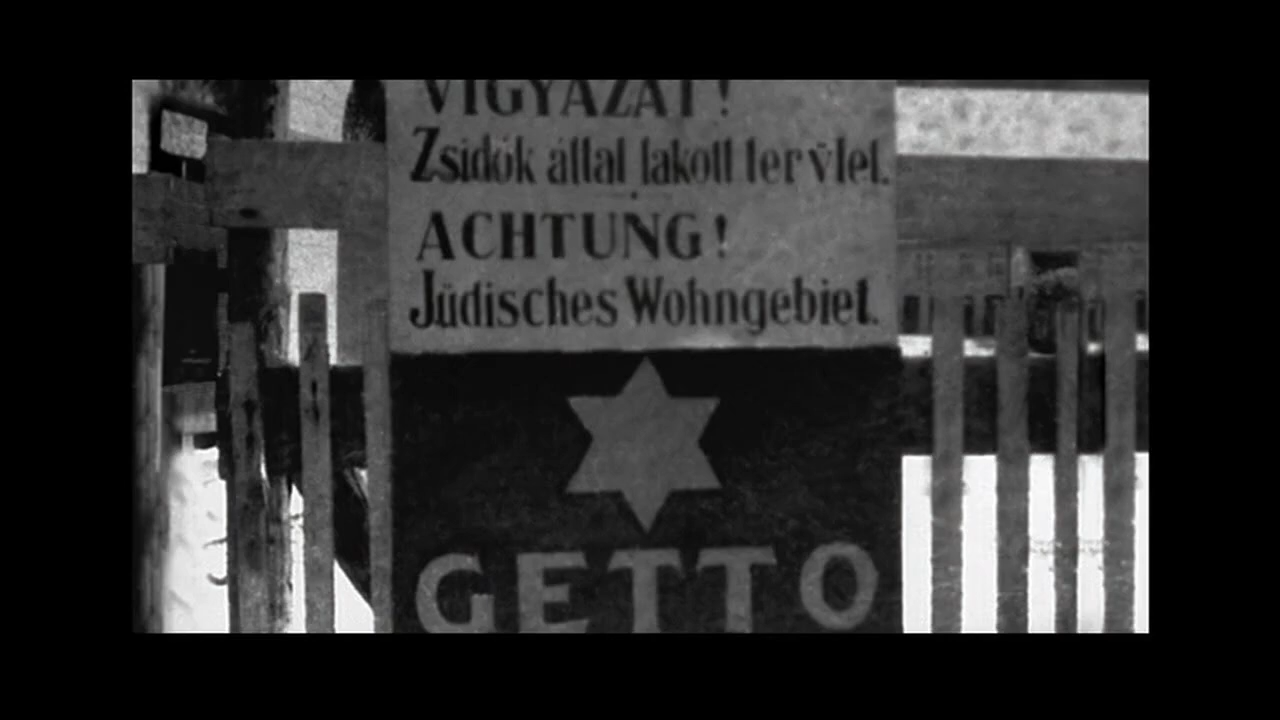 VIGYÁZAT!
Zsidók által lakott terület.
ACHTUNG!
Jüdisches Wohngebiet.
GETTO